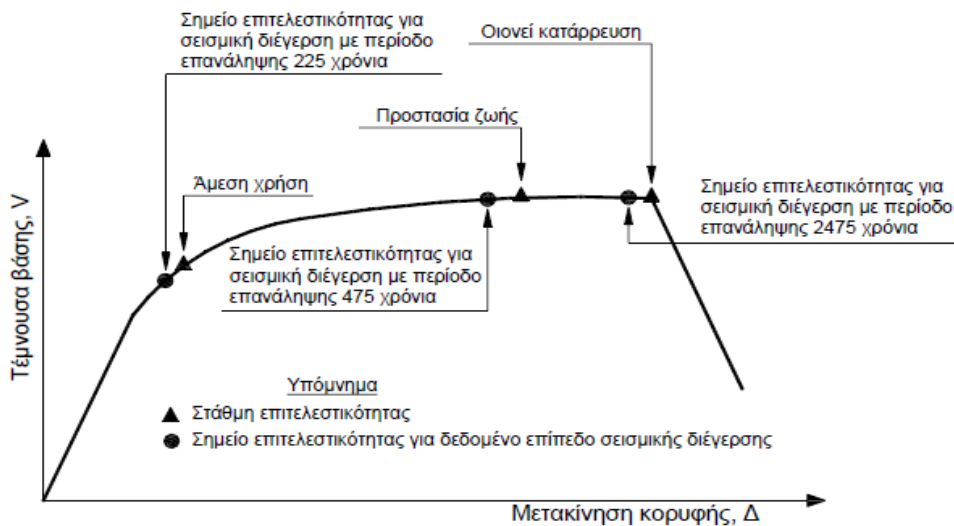 Σημείο επιτελεστικότητας για
σεισμική διέγερση με περίοδο
επανάληψης 225 χρόνια
Οιονεί κατάρρευση
Προστασία ζωής
Άμεση χρήση
Σημείο επιτελεστικότητας για
σεισμική διέγερση με περίοδο
επανάληψης 2475 χρόνια
Σημείο επιτελεστικότητας για
σεισμική διέγερση με περίοδο
επανάληψης 475 χρόνια
Τέμνουσα βάσης, V
Υπόμνημα
Στάθμη επιτελεστικότητας
Σημείο επιτελεστικότητας για δεδομένο επίπεδο σεισμικής διέγερσης
Μετακίνηση κορυφής, Δ